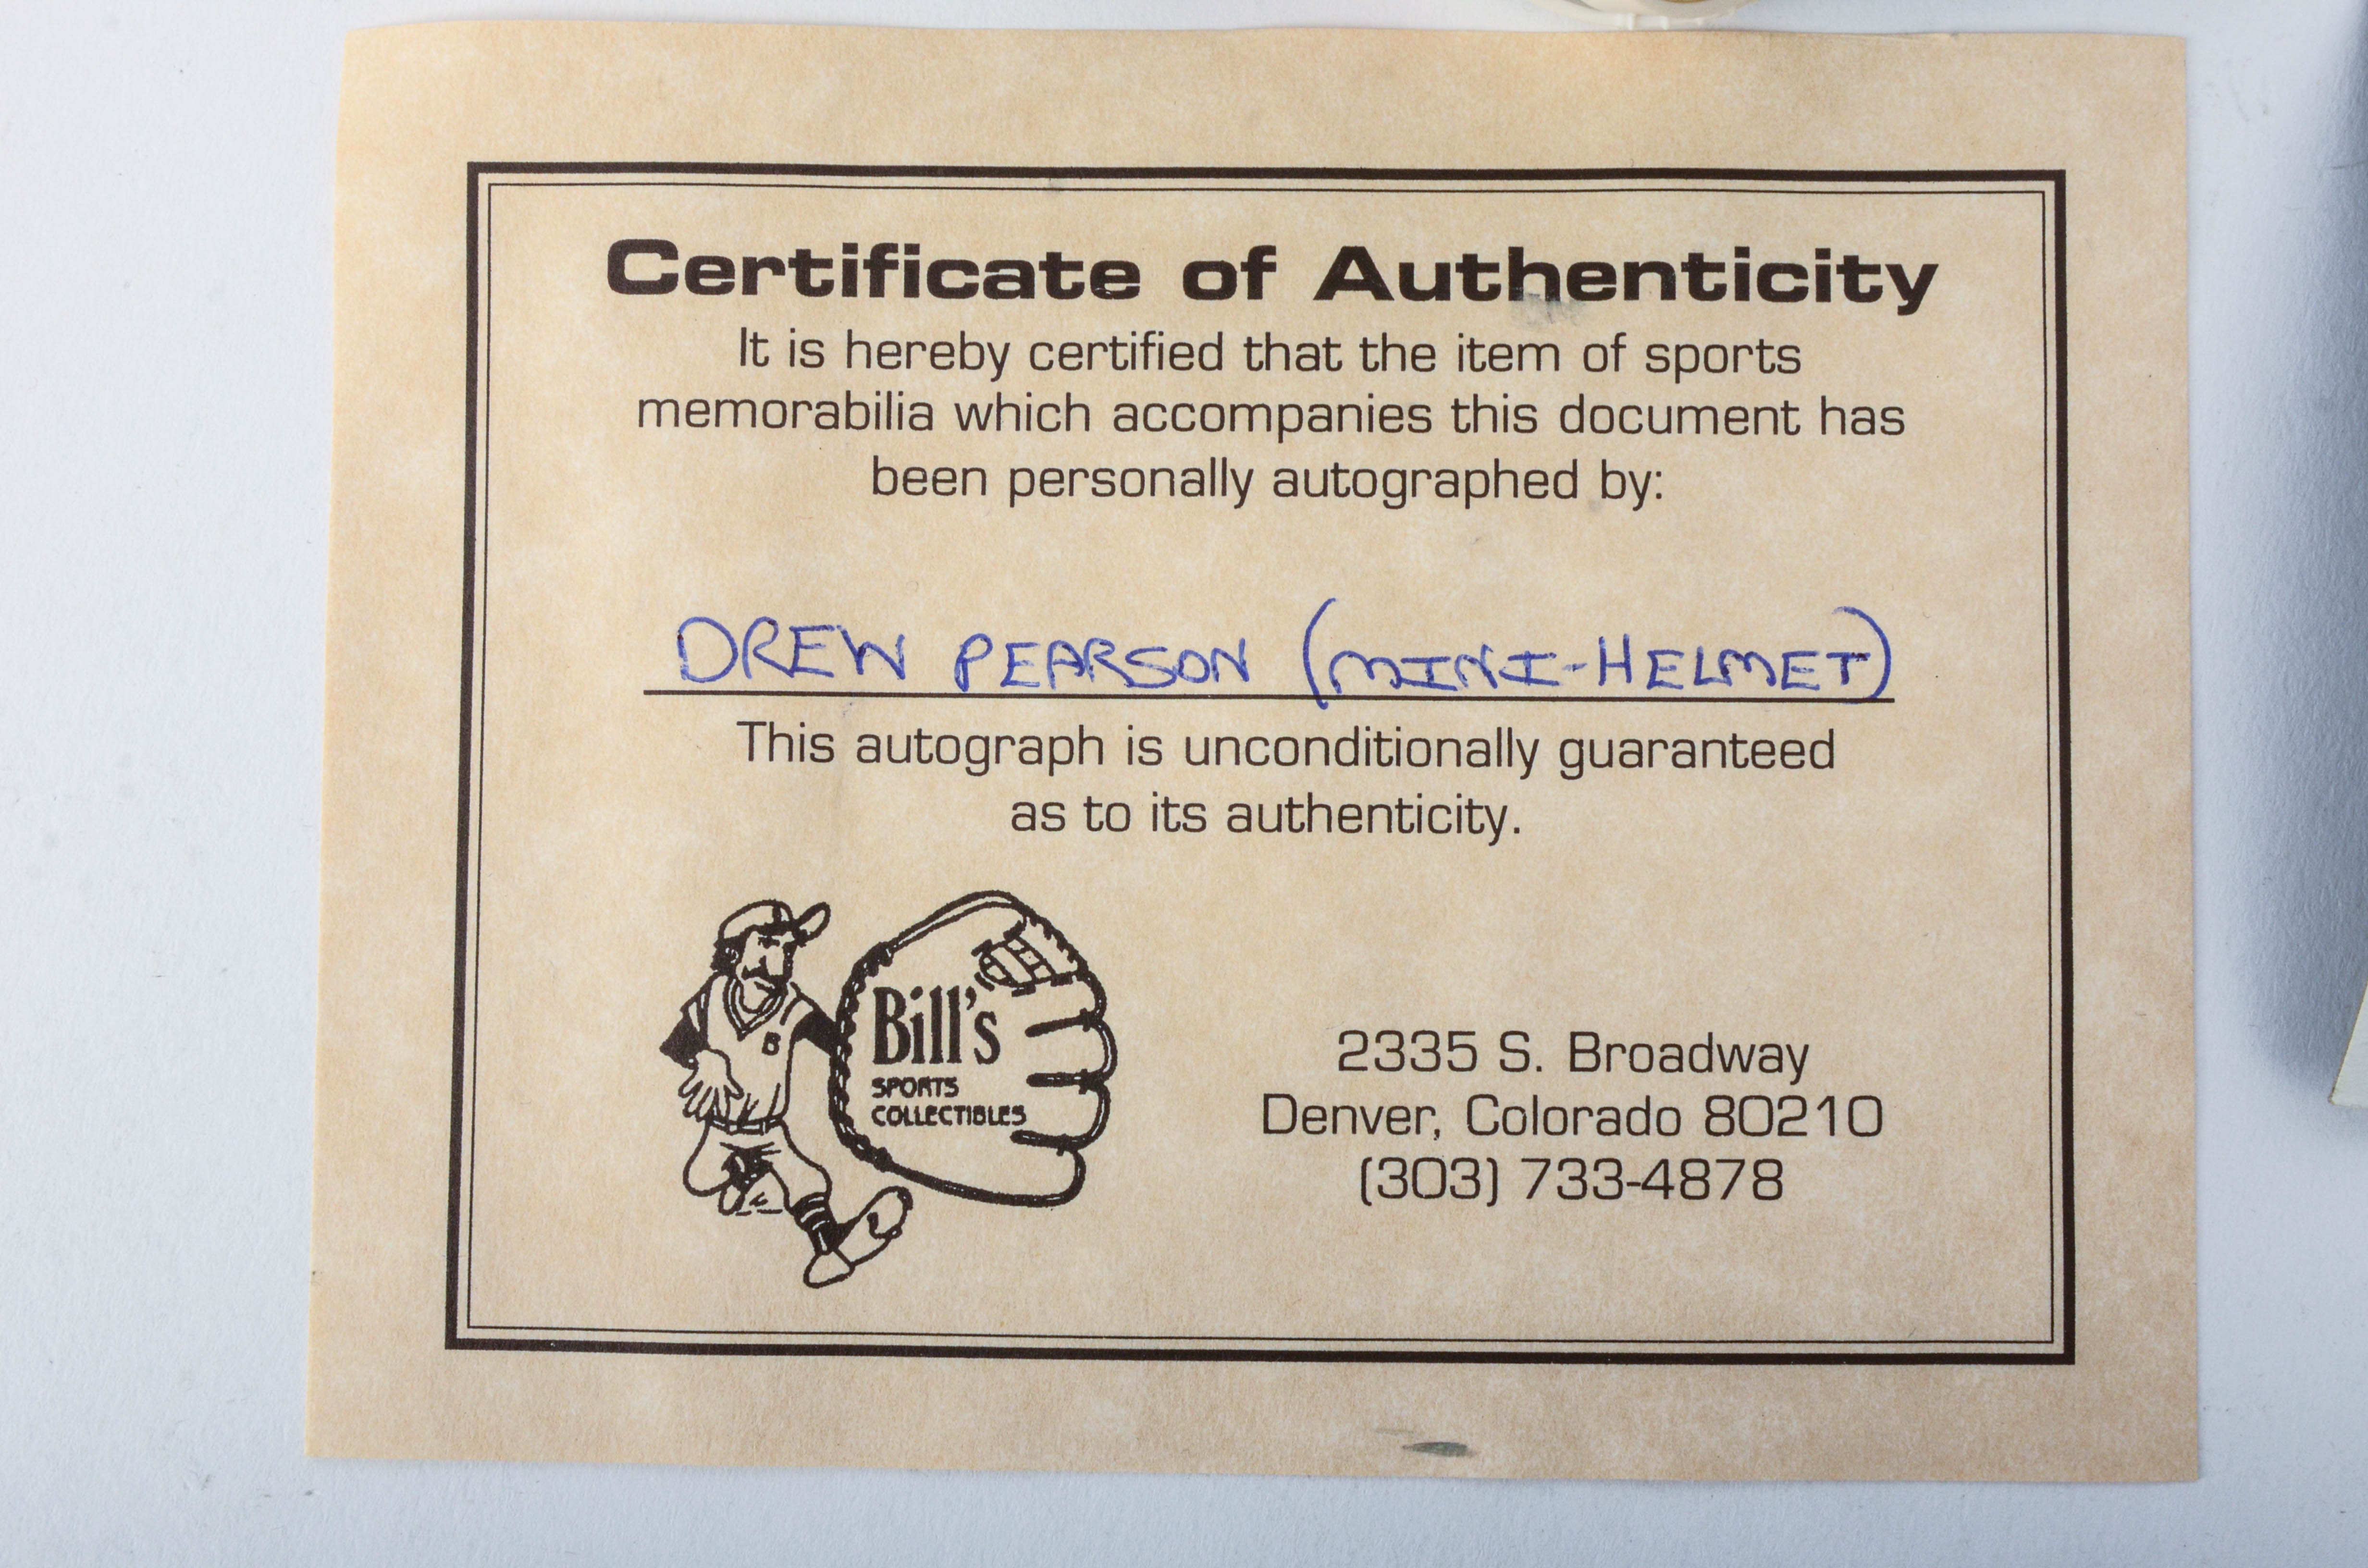 Certificate of Authenticity
It is hereby certified that the item of sports
memorabilia which accompanies this document has
been personally autographed by:
DREW PEARSON (MINI-HELMET)
This autograph is unconditionally guaranteed
as to its authenticity.
B
Bill's
SPORTS
COLLECTIBLES
2335 S. Broadway
Denver, Colorado 80210
(303) 733-4878